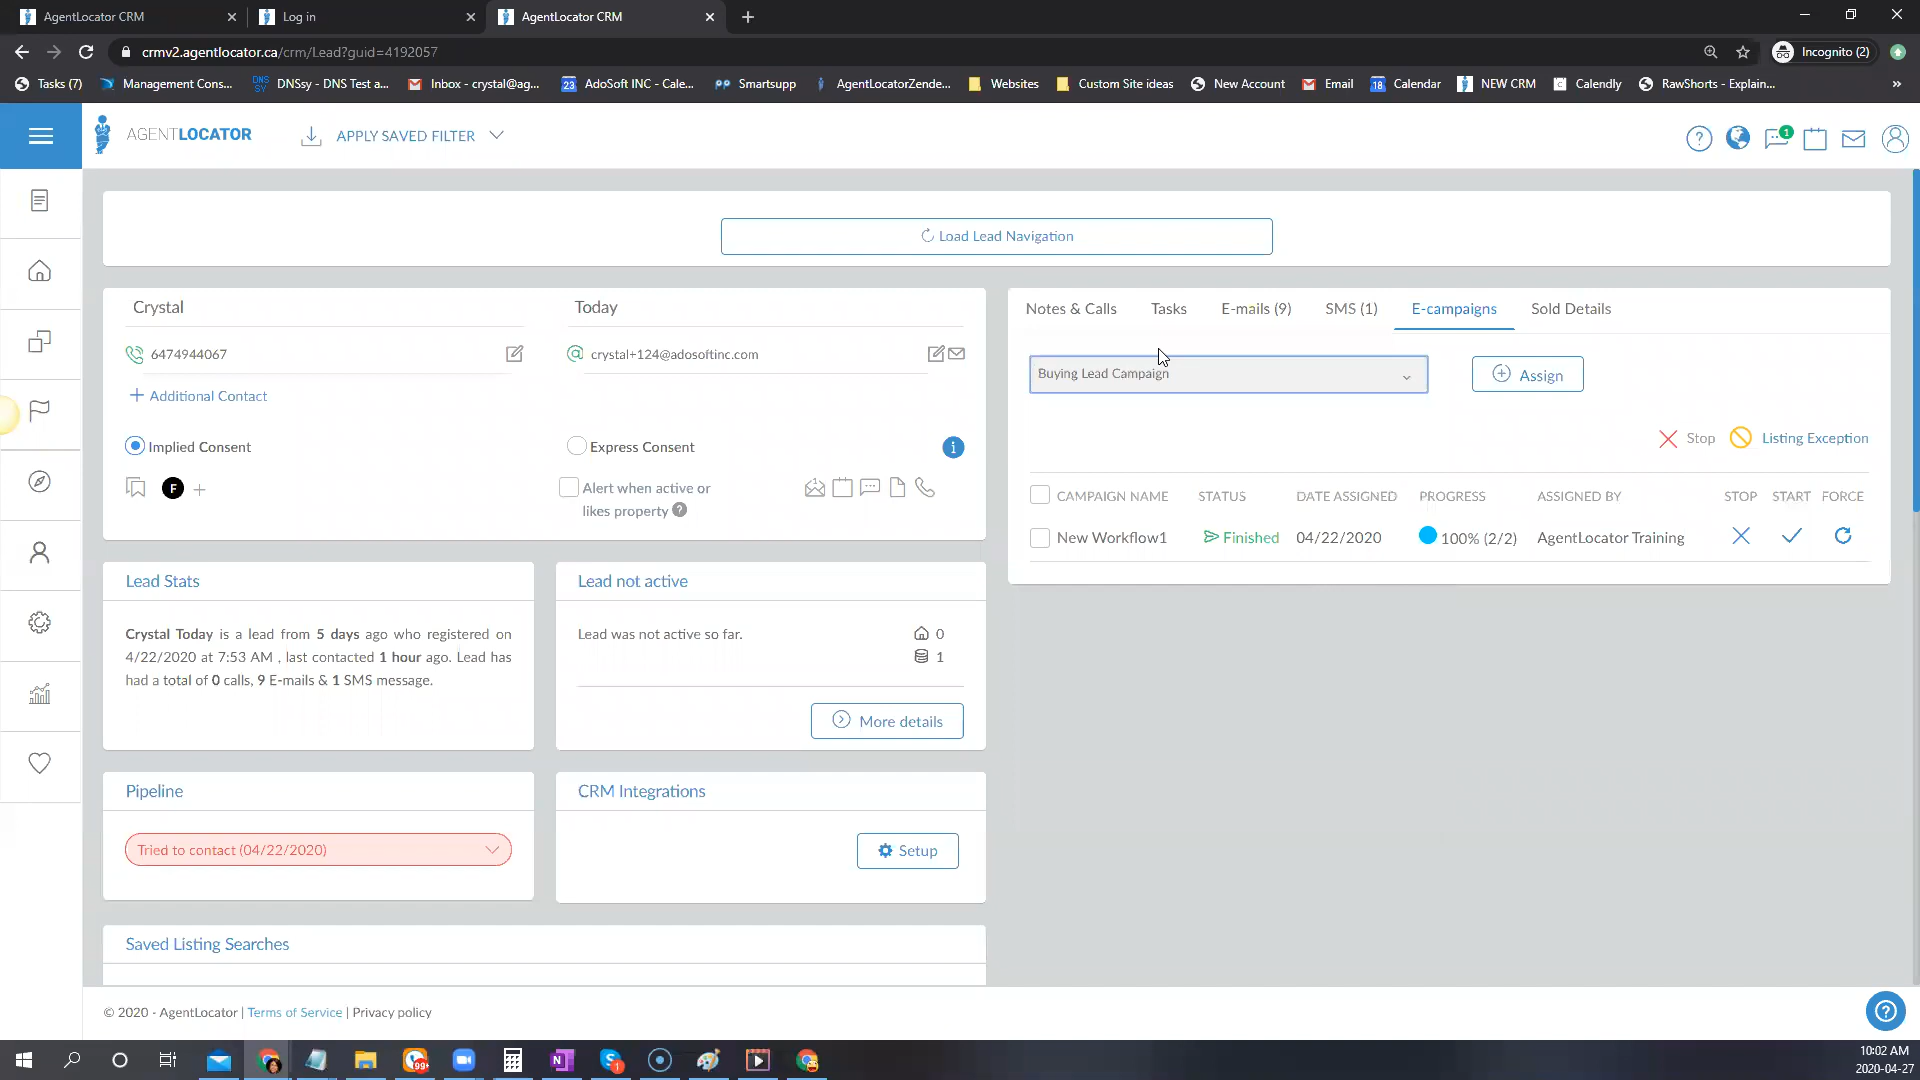 AgentLocator CRM
Log in
AgentLocator CRM
crmv2.agentlocator.ca/crm/Lead?guid=4192057
Incognito (2)
Tasks (7)
Management Cons...
DNSSY
DNSsy - DNS Test a...
Inbox - crystal@ag...
23
AdoSoft INC - Cale...
Smartsupp
AgentLocatorZende...
Websites
Custom Site ideas
New Account
Email
18
Calendar
NEW CRM
Calendly
RawShorts - Explain...
»
AGENTLOCATOR
APPLY SAVED FILTER
1
Load Lead Navigation
Crystal
Today
6474944067
crystal+124@adosoftinc.com
+ Additional Contact
Implied Consent
Express Consent
F
+
Alert when active or
likes property
Notes & Calls
Tasks
E-mails (9)
SMS (1)
E-campaigns
Sold Details
Buying Lead Campaign
Assign
Stop
Listing Exception
CAMPAIGN NAME STATUS DATE ASSIGNED PROGRESS ASSIGNED BY STOP START FORCE
New Workflow1 Finished 04/22/2020 100% (2/2) AgentLocator Training
Lead Stats
Crystal Today is a lead from 5 days ago who registered on
4/22/2020 at 7:53 AM , last contacted 1 hour ago. Lead has
had a total of 0 calls, 9 E-mails & 1 SMS message.
Lead not active
Lead was not active so far.
0
1
More details
Pipeline
Tried to contact (04/22/2020)
CRM Integrations
Setup
Saved Listing Searches
© 2020 - AgentLocator | Terms of Service | Privacy policy
99+
1
10:02 AM
2020-04-27